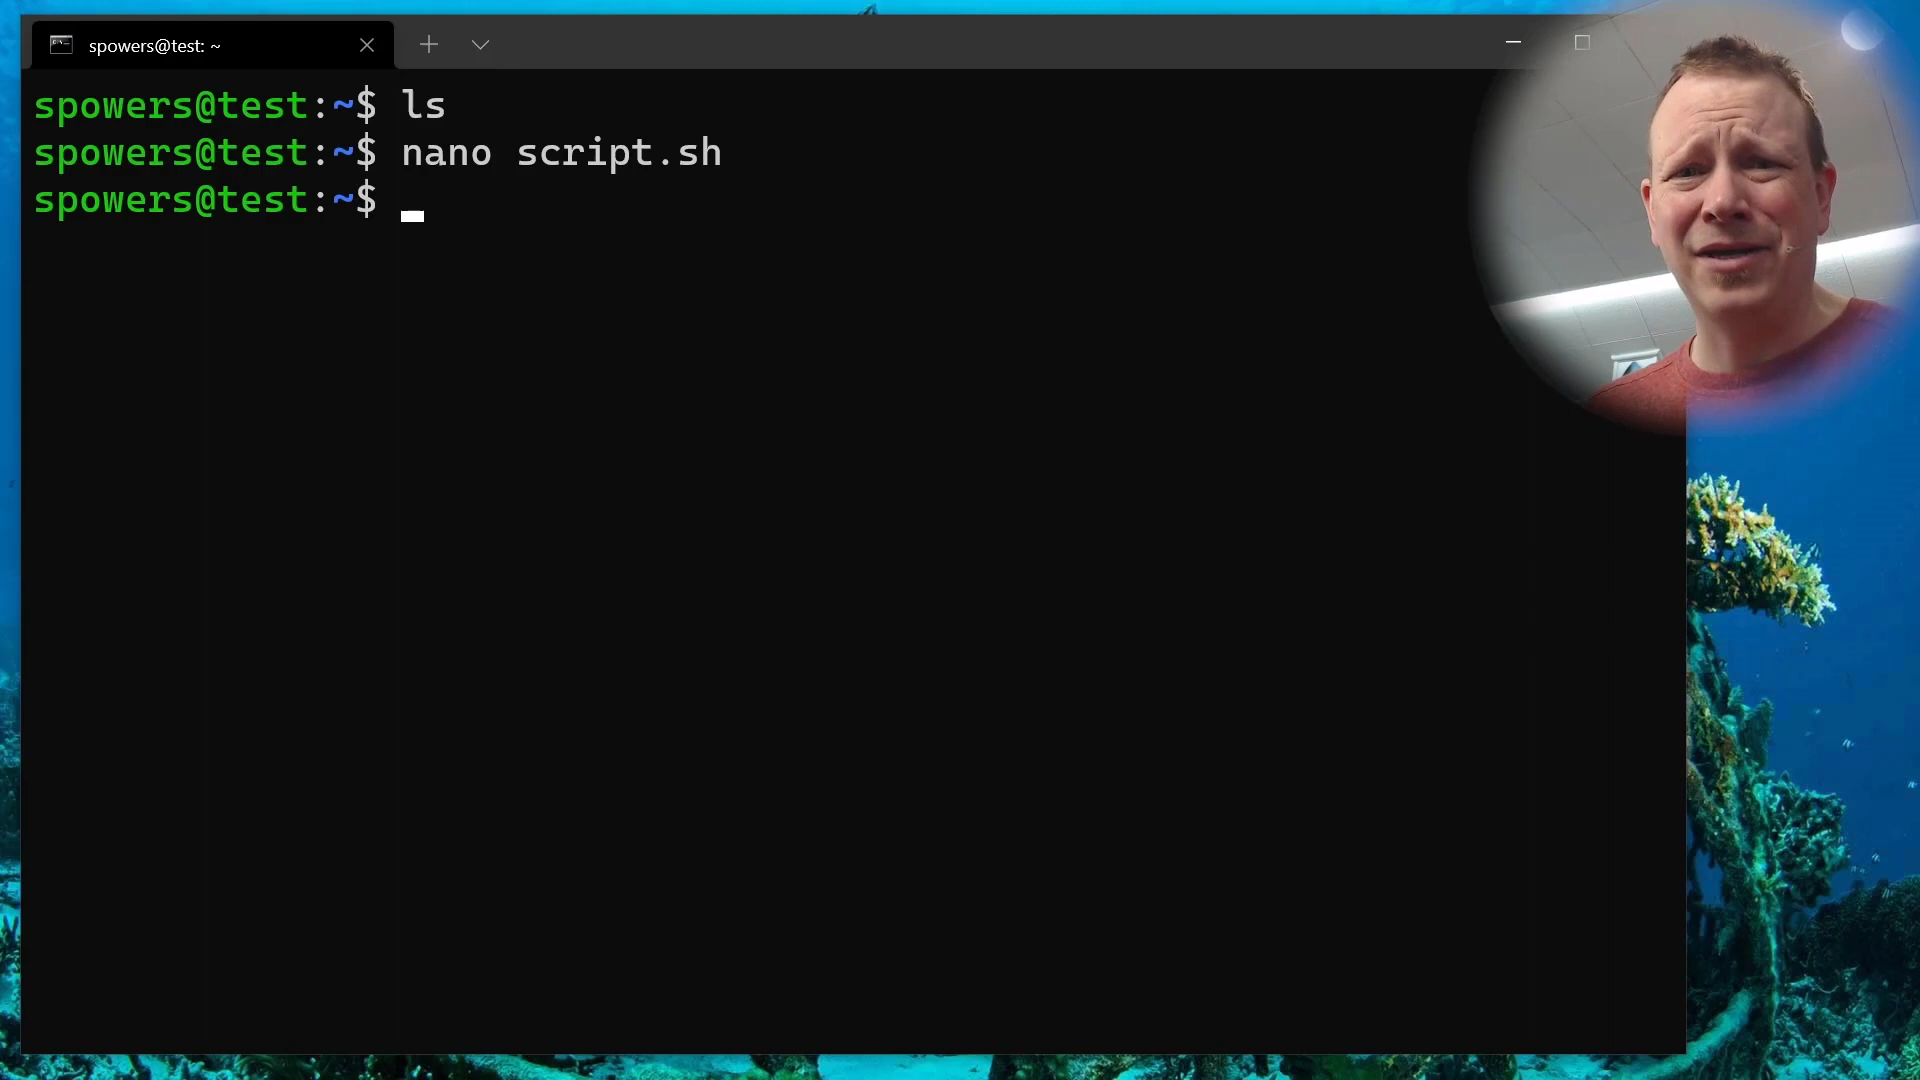 spowers@test: ~
spowers@test:~$ ls
spowers@test:~$ nano script.sh
spowers@test:~$